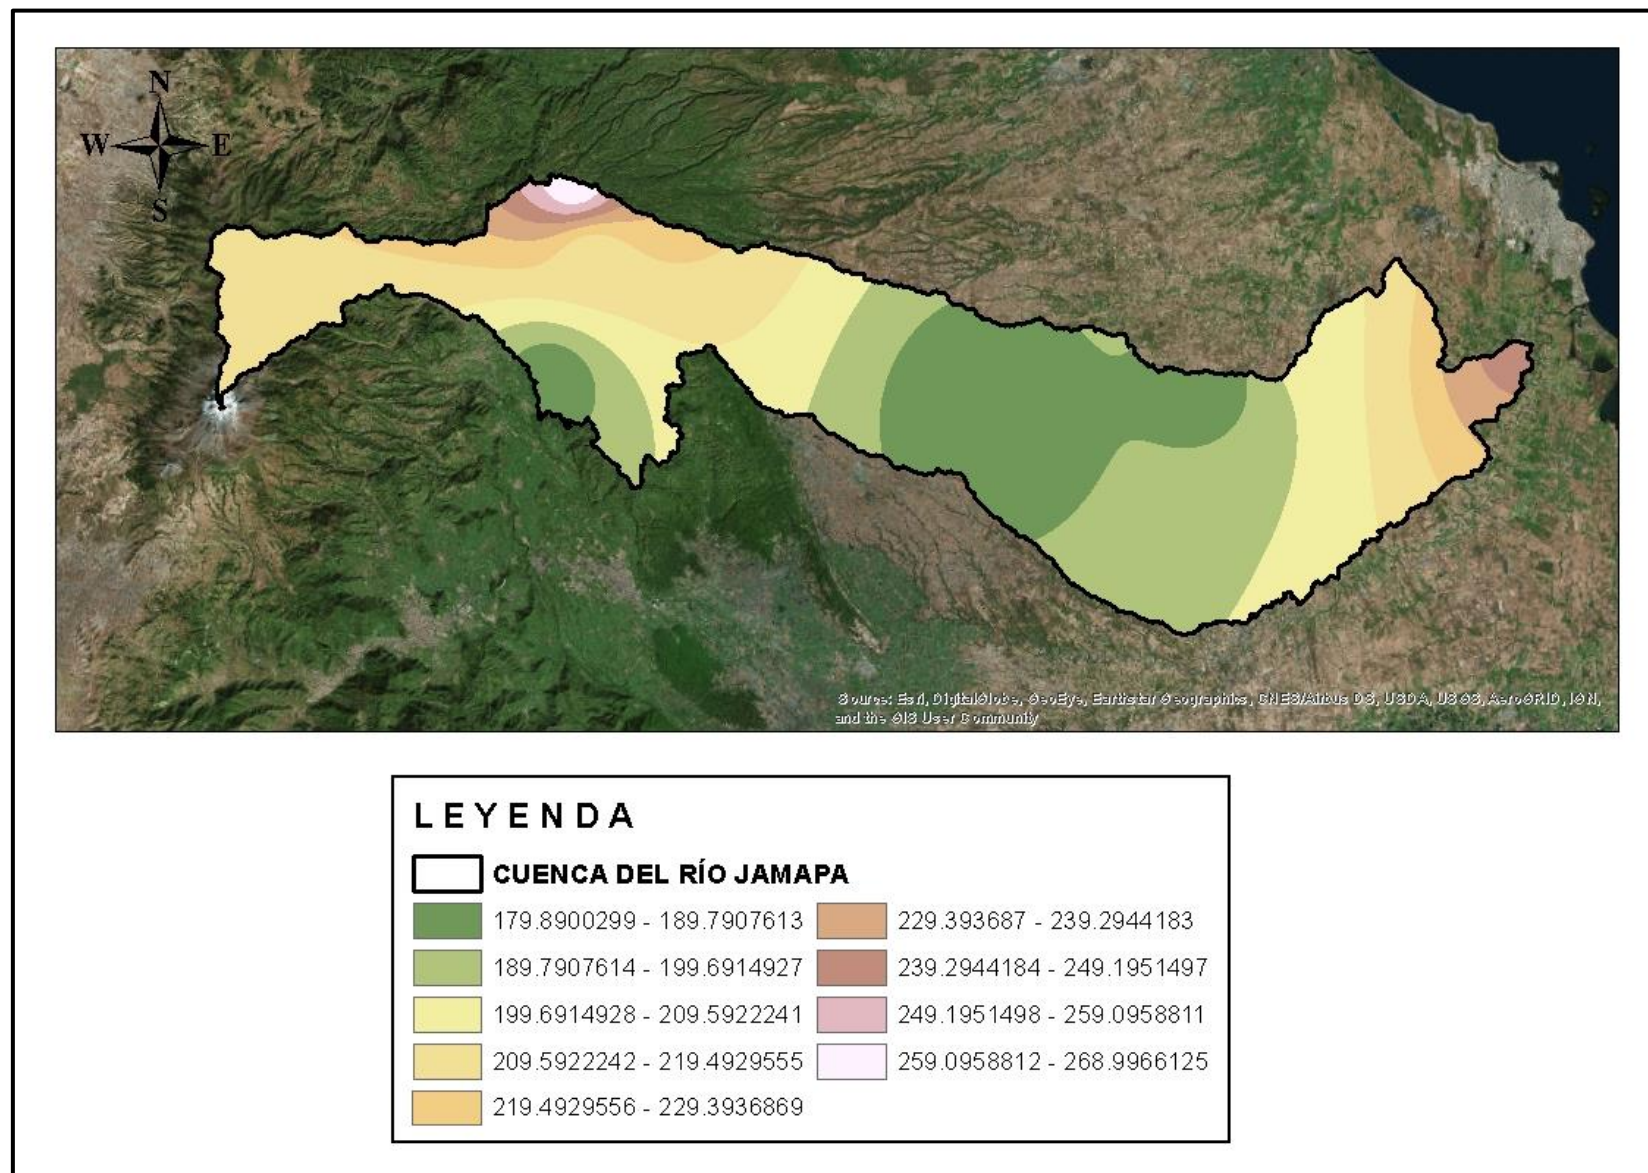 N
W E
S
Source: Esri, DigitalGlobe, GeoEye, Earthstar Geographics, CNES/Airbus DS, USDA, USGS, AeroGRID, IGN,
and the GIS User Community
LEYENDA
CUENCA DEL RÍO JAMAPA
179.8900299 - 189.7907613
189.7907614 - 199.6914927
199.6914928 - 209.5922241
209.5922242 - 219.4929555
219.4929556 - 229.3936869
229.393687 - 239.2944183
239.2944184 - 249.1951497
249.1951498 - 259.0958811
259.0958812 - 268.9966125